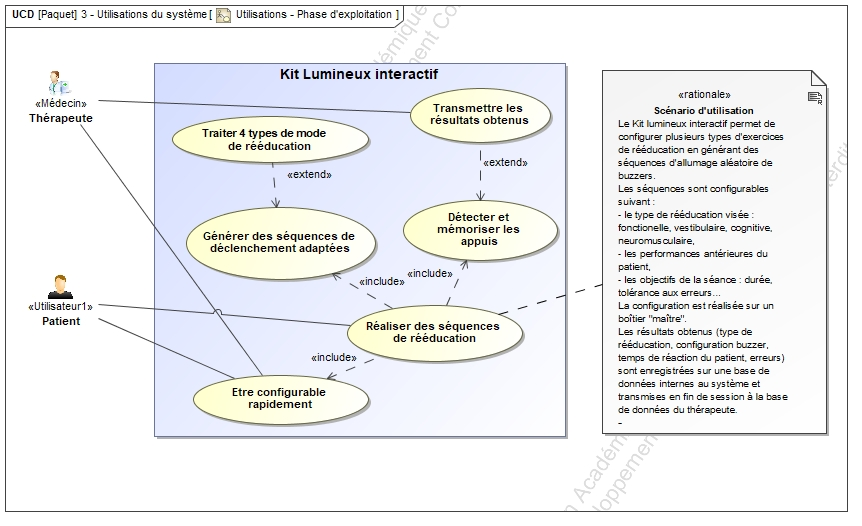 UCD [Paquet] 3 - Utilisations du système [ Utilisations - Phase d'exploitation ]
Kit Lumineux interactif
«Médecin»
Thérapeute
Transmettre les
résultats obtenus
Traiter 4 types de mode
de rééducation
«extend»
«extend»
Générer des séquences de
déclenchement adaptées
Détecter et
mémoriser les
appuis
«include»
«include»
«Utilisateur1»
Patient
Réaliser des séquences
de rééducation
«include»
Etre configurable
rapidement
«rationale»
Scénario d'utilisation
Le Kit lumineux interactif permet de
configurer plusieurs types d'exercices
de rééducation en générant des
séquences d'allumage aléatoire de
buzzers.
Les séquences sont configurables
suivant :
- le type de rééducation visée :
fonctionelle, vestibulaire, cognitive,
neuromusculaire,
- les performances antérieures du
patient,
- les objectifs de la séance : durée,
tolérance aux erreurs...
La configuration est réalisée sur un
boîtier "maître".
Les résultats obtenus (type de
rééducation, configuration buzzer,
temps de réaction du patient, erreurs)
sont enregistrées sur une base de
données internes au système et
transmises en fin de session à la base
de données du thérapeute.
-